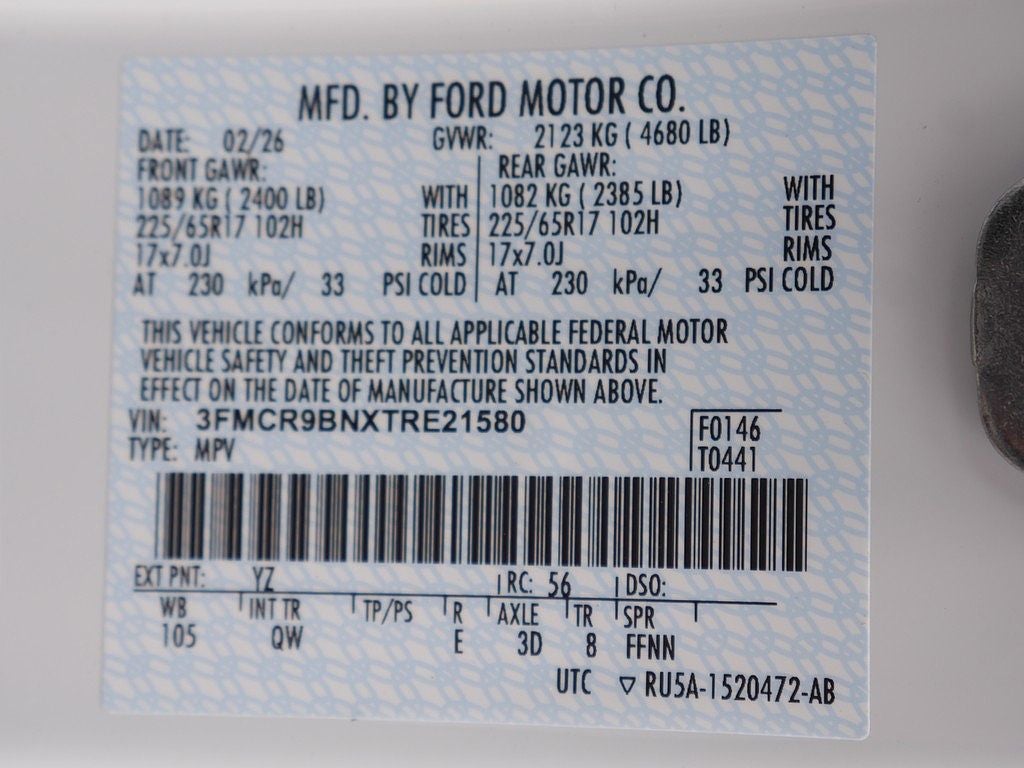 MFD. BY FORD MOTOR CO.
DATE: 02/26 GVWR: 2123 KG ( 4680 LB)
FRONT GAWR: REAR GAWR:
1089 KG ( 2400 LB) WITH 1082 KG ( 2385 LB) WITH
225/65R17 102H TIRES 225/65R17 102H TIRES
17x7.0J RIMS 17x7.0J RIMS
AT 230 kPa/ 33 PSI COLD AT 230 kPa/ 33 PSI COLD
THIS VEHICLE CONFORMS TO ALL APPLICABLE FEDERAL MOTOR
VEHICLE SAFETY AND THEFT PREVENTION STANDARDS IN
EFFECT ON THE DATE OF MANUFACTURE SHOWN ABOVE.
VIN: 3FMCR9BNXTRE21580 F0146
TYPE: MPV T0441
EXT PNT: YZ RC: 56 DSO:
WB INT TR TP/PS R AXLE TR SPR
105 QW E 3D 8 FFNN
UTC ▽ RU5A-1520472-AB